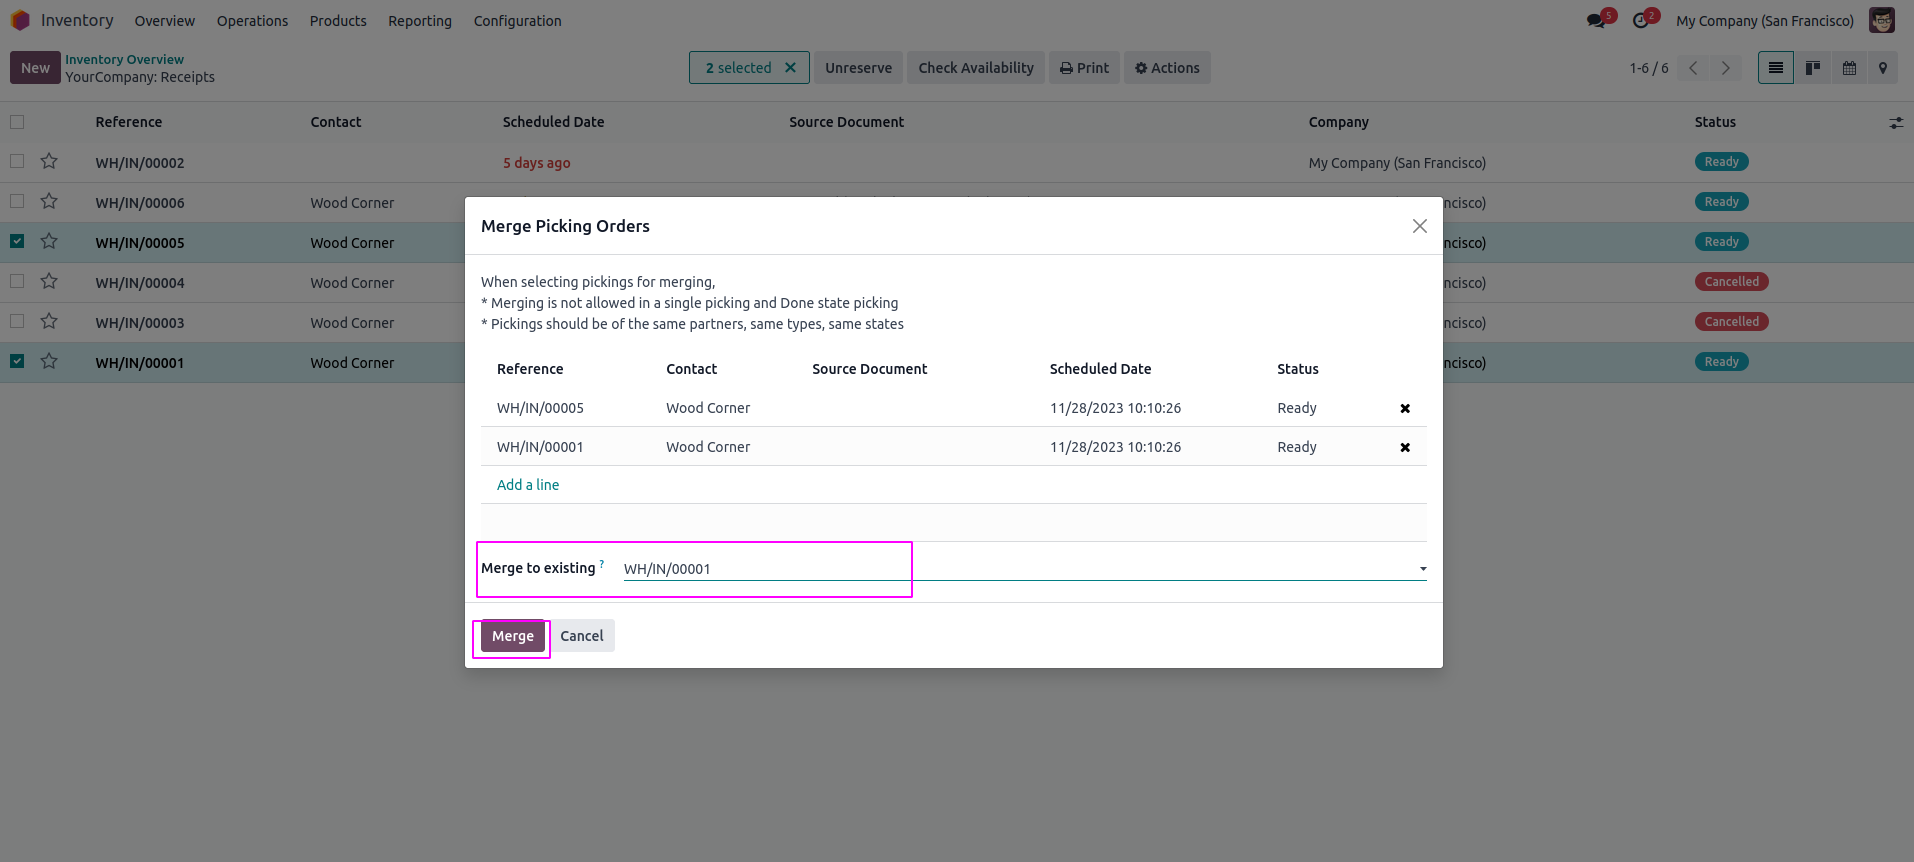 Inventory Overview Operations Products Reporting Configuration 5 2 My Company (San Francisco)
New Inventory Overview
YourCompany: Receipts
2 selected Unreserve Check Availability Print Actions 1-6 / 6
Reference Contact Scheduled Date Source Document Company Status
WH/IN/00002 5 days ago My Company (San Francisco) Ready
WH/IN/00006 Wood Corner ncisco) Ready
WH/IN/00005 Wood Corner ncisco) Ready
WH/IN/00004 Wood Corner ncisco) Cancelled
WH/IN/00003 Wood Corner ncisco) Cancelled
WH/IN/00001 Wood Corner ncisco) Ready
Merge Picking Orders
When selecting pickings for merging,
* Merging is not allowed in a single picking and Done state picking
* Pickings should be of the same partners, same types, same states
Reference Contact Source Document Scheduled Date Status
WH/IN/00005 Wood Corner 11/28/2023 10:10:26 Ready
WH/IN/00001 Wood Corner 11/28/2023 10:10:26 Ready
Add a line
Merge to existing ? WH/IN/00001
Merge Cancel